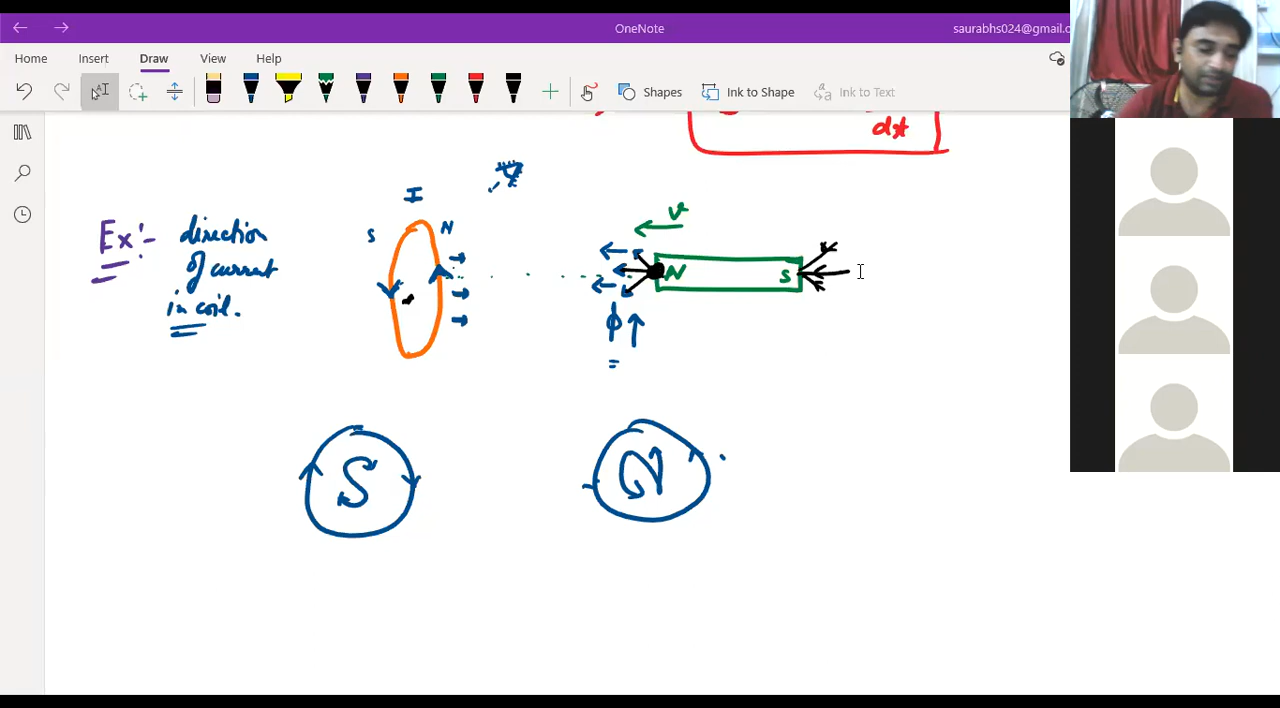 OneNote
saurabhs024@gmail.c
Home Insert Draw View Help
Shapes Ink to Shape Ink to Text
dt
I
S N
Ex:- direction
of current
in coil.
v
N S
ϕ ↑
=
S N